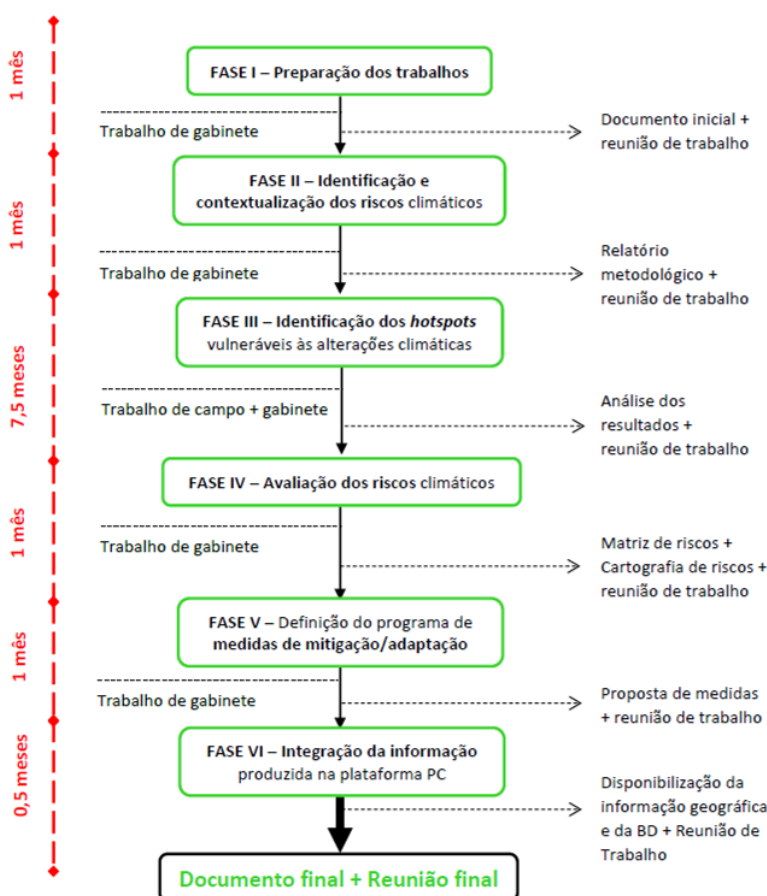 1 mês
FASE I – Preparação dos trabalhos
Trabalho de gabinete
Documento inicial +
reunião de trabalho
1 mês
FASE II – Identificação e
contextualização dos riscos climáticos
Trabalho de gabinete
Relatório
metodológico +
reunião de trabalho
7,5 meses
FASE III – Identificação dos hotspots
vulneráveis às alterações climáticas
Trabalho de campo + gabinete
Análise dos
resultados +
reunião de trabalho
1 mês
FASE IV – Avaliação dos riscos climáticos
Trabalho de gabinete
Matriz de riscos +
Cartografia de riscos +
reunião de trabalho
1 mês
FASE V – Definição do programa de
medidas de mitigação/adaptação
Trabalho de gabinete
Proposta de medidas
+ reunião de trabalho
0,5 meses
FASE VI – Integração da informação
produzida na plataforma PC
Disponibilização da
informação geográfica
e da BD + Reunião de
Trabalho
Documento final + Reunião final